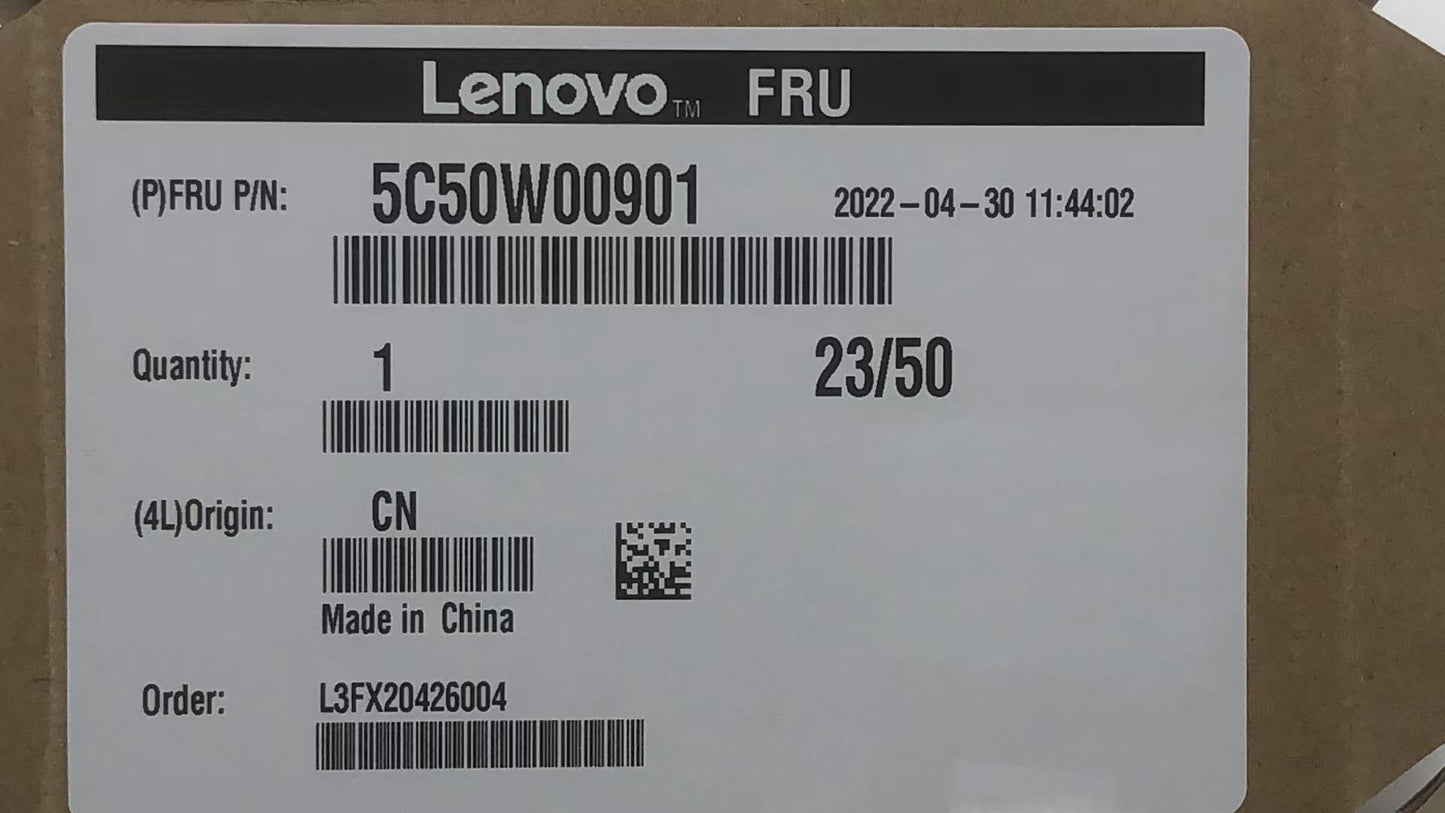 Lenovo™ FRU
(P)FRU P/N: 5C50W00901 2022-04-30 11:44:02
Quantity: 1 23/50
(4L)Origin: CN
Made in China
Order: L3FX20426004